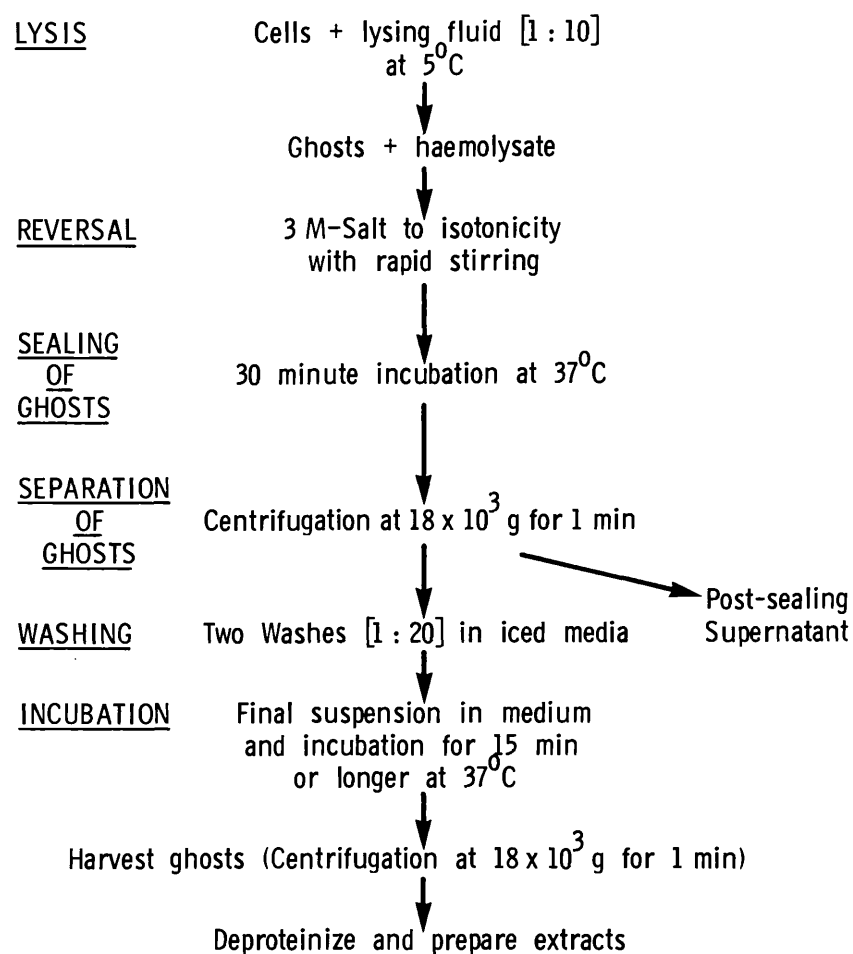 LYSIS
Cells + lysing fluid [1 : 10]
at 5°C
Ghosts + haemolysate
REVERSAL
3 M-Salt to isotonicity
with rapid stirring
SEALING
OF
GHOSTS
30 minute incubation at 37°C
SEPARATION
OF
GHOSTS
Centrifugation at 18 x 10³ g for 1 min
Post-sealing
Supernatant
WASHING
Two Washes [1 : 20] in iced media
INCUBATION
Final suspension in medium
and incubation for 15 min
or longer at 37°C
Harvest ghosts (Centrifugation at 18 x 10³ g for 1 min)
Deproteinize and prepare extracts